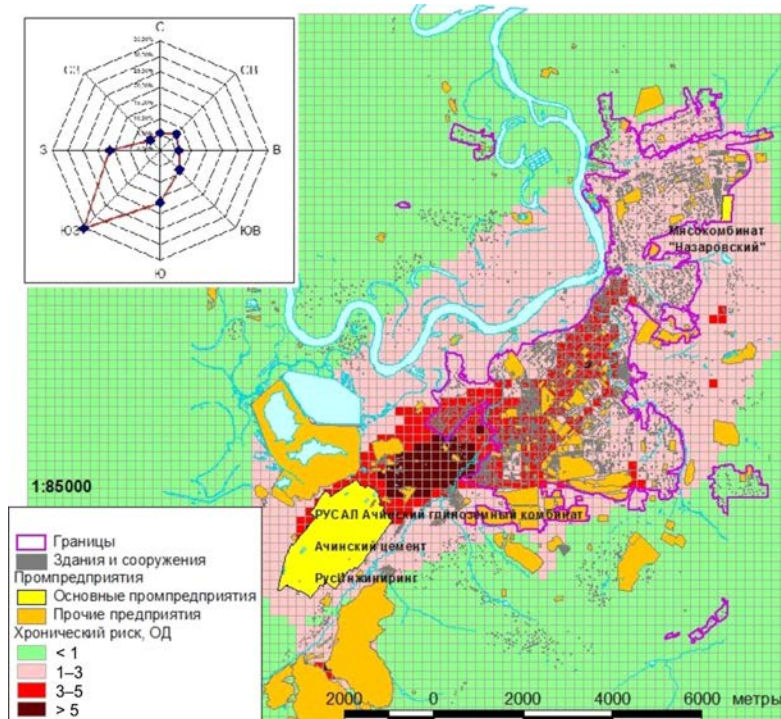 С
СЗ
СВ
З
В
ЮЗ
ЮВ
Ю
Мясокомбинат
"Назаровский"
1:85000
РУСАЛ Ачинский глиноземный комбинат
Ачинский цемент
РусИнжиниринг
Границы
Здания и сооружения
Промпредприятия
Основные промпредприятия
Прочие предприятия
Хронический риск, ОД
< 1
1–3
3–5
> 5
2000 0 2000 4000 6000 метры